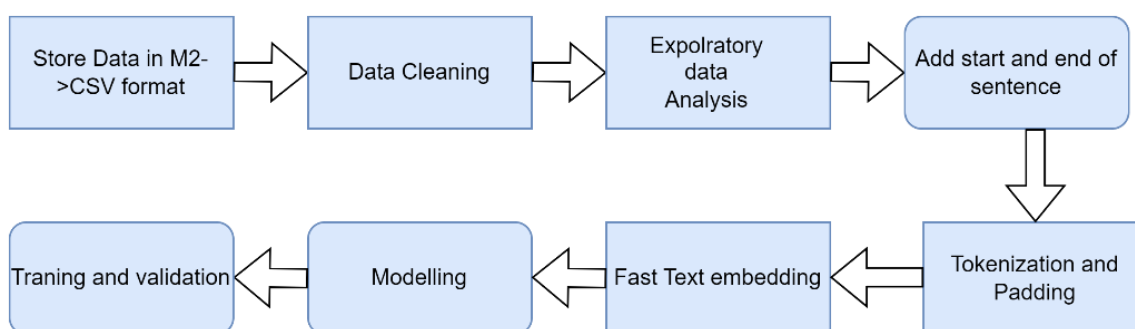 Store Data in M2-
>CSV format
Data Cleaning
Expolratory
data
Analysis
Add start and end of
sentence
Tokenization and
Padding
Fast Text embedding
Modelling
Traning and validation